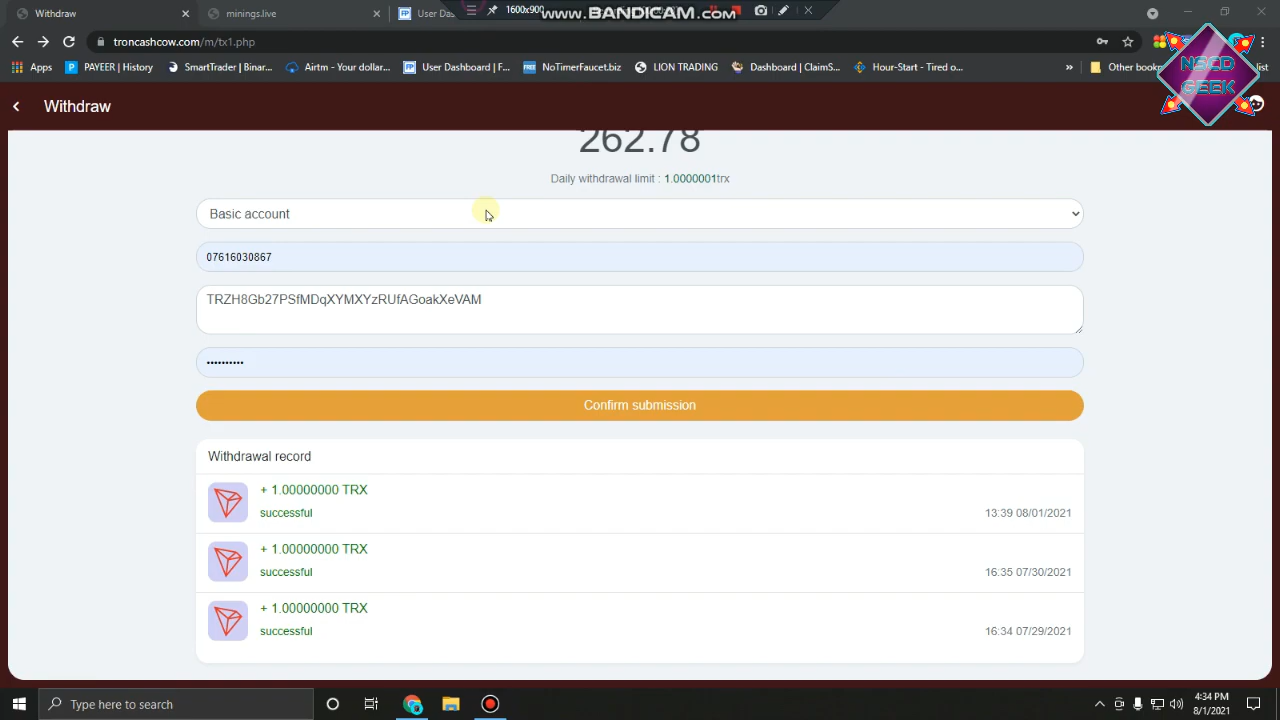 Withdraw
minings.live
User Das
1600x900
www.BANDICAM.com
troncashcow.com/m/tx1.php
Apps
PAYEER | History
SmartTrader | Binar...
Airtm - Your dollar...
User Dashboard | F...
NoTimerFaucet.biz
LION TRADING
Dashboard | ClaimS...
Hour-Start - Tired o...
»
Other book
list
NSCD
GEEK
Withdraw
262.78
Daily withdrawal limit : 1.0000001trx
Basic account
07616030867
TRZH8Gb27PSfMDqXYMXYzRUfAGoakXeVAM
••••••••••
Confirm submission
Withdrawal record
+ 1.00000000 TRX
successful
13:39 08/01/2021
+ 1.00000000 TRX
successful
16:35 07/30/2021
+ 1.00000000 TRX
successful
16:34 07/29/2021
Type here to search
4:34 PM
8/1/2021